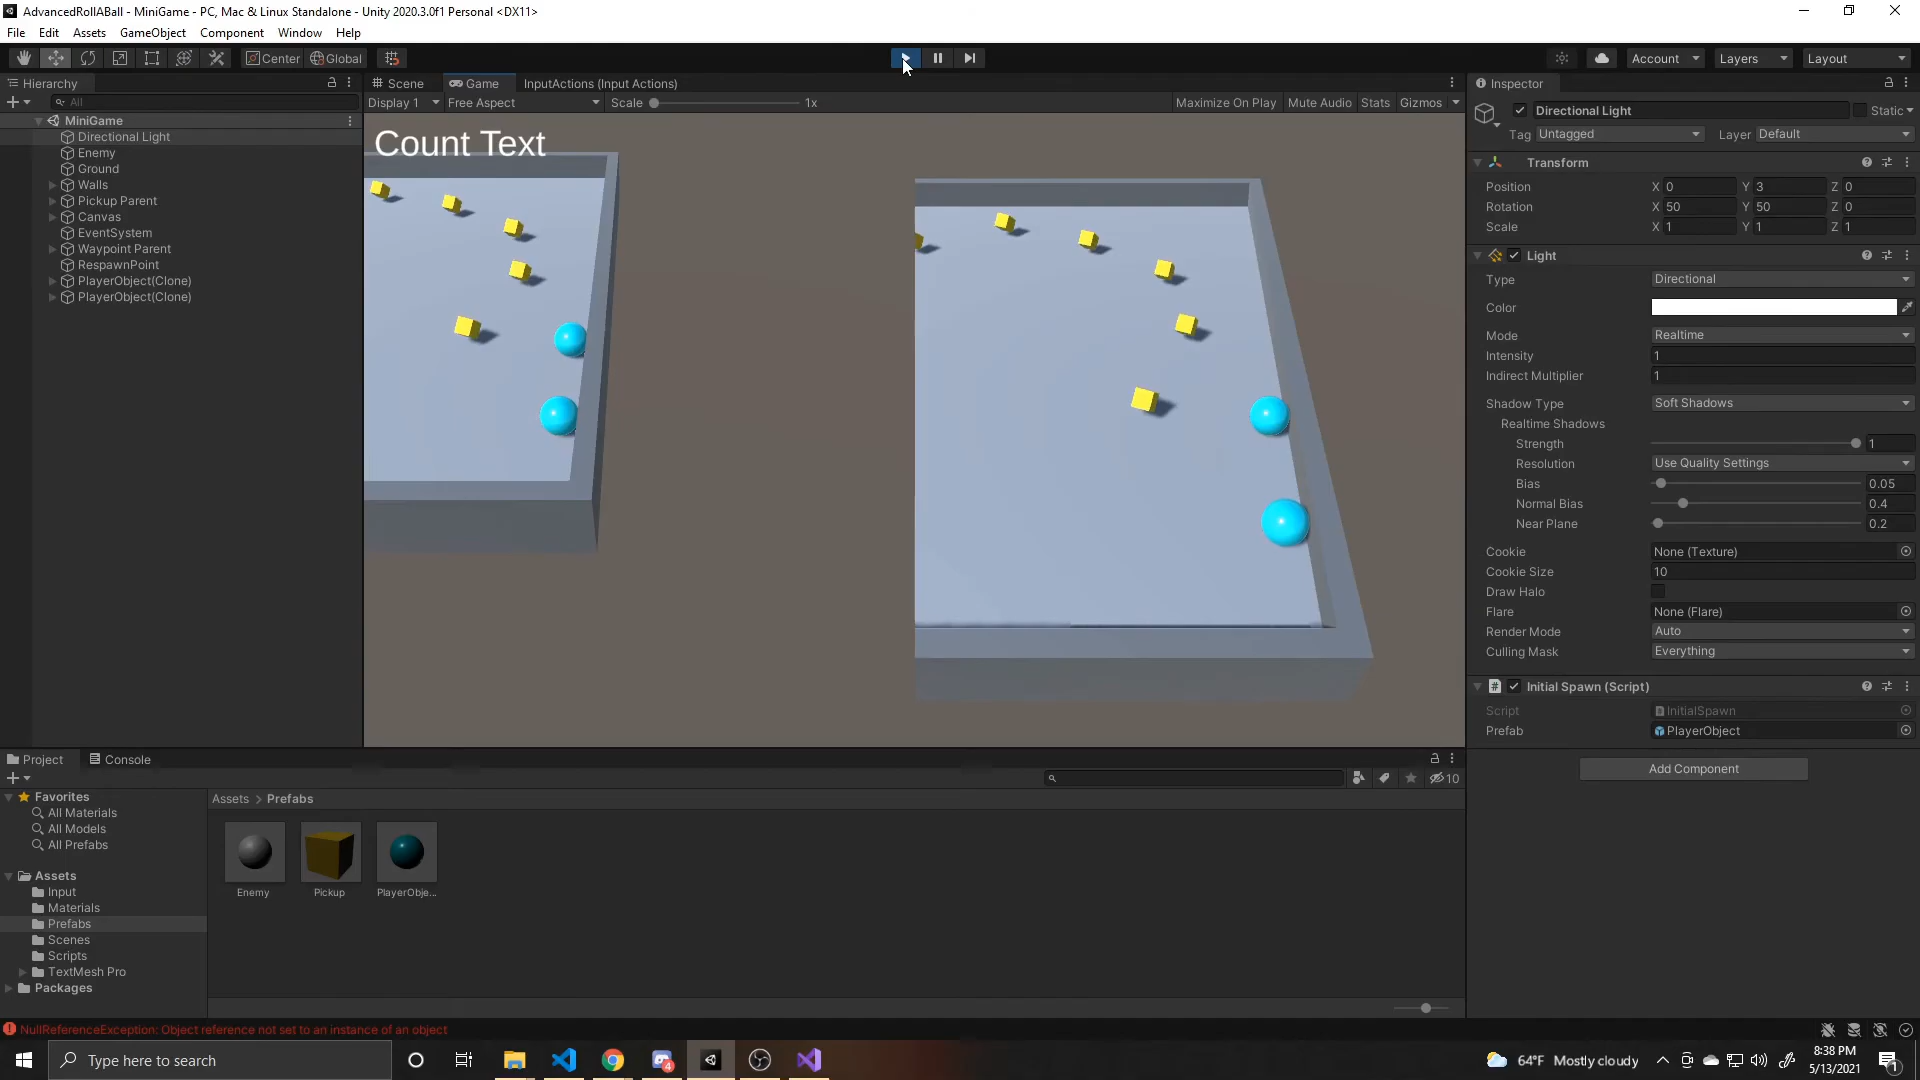 AdvancedRollABall - MiniGame - PC, Mac & Linux Standalone - Unity 2020.3.0f1 Personal <DX11>
File Edit Assets GameObject Component Window Help
Center Global Account Layers Layout
Hierarchy
All
MiniGame
Directional Light
Enemy
Ground
Walls
Pickup Parent
Canvas
EventSystem
Waypoint Parent
RespawnPoint
PlayerObject(Clone)
PlayerObject(Clone)
Scene Game InputActions (Input Actions)
Display 1 Free Aspect Scale 1x Maximize On Play Mute Audio Stats Gizmos
Count Text
Inspector
Directional Light Static
Tag Untagged Layer Default
Transform
Position X 0 Y 3 Z 0
Rotation X 50 Y 50 Z 0
Scale X 1 Y 1 Z 1
Light
Type Directional
Color
Mode Realtime
Intensity 1
Indirect Multiplier 1
Shadow Type Soft Shadows
Realtime Shadows
Strength 1
Resolution Use Quality Settings
Bias 0.05
Normal Bias 0.4
Near Plane 0.2
Cookie None (Texture)
Cookie Size 10
Draw Halo
Flare None (Flare)
Render Mode Auto
Culling Mask Everything
Initial Spawn (Script)
Script InitialSpawn
Prefab PlayerObject
Add Component
Project Console
10
Favorites
All Materials
All Models
All Prefabs
Assets
Input
Materials
Prefabs
Scenes
Scripts
TextMesh Pro
Packages
Assets > Prefabs
Enemy Pickup PlayerObje...
NullReferenceException: Object reference not set to an instance of an object
Type here to search
4
64°F Mostly cloudy
8:38 PM
5/13/2021
1